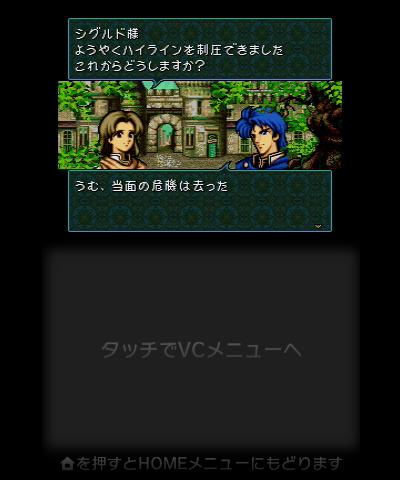 シグルド様
ようやくハイラインを制圧できました
これからどうしますか？
うむ、当面の危機は去った
タッチでVCメニューへ
を押すとHOMEメニューにもどります